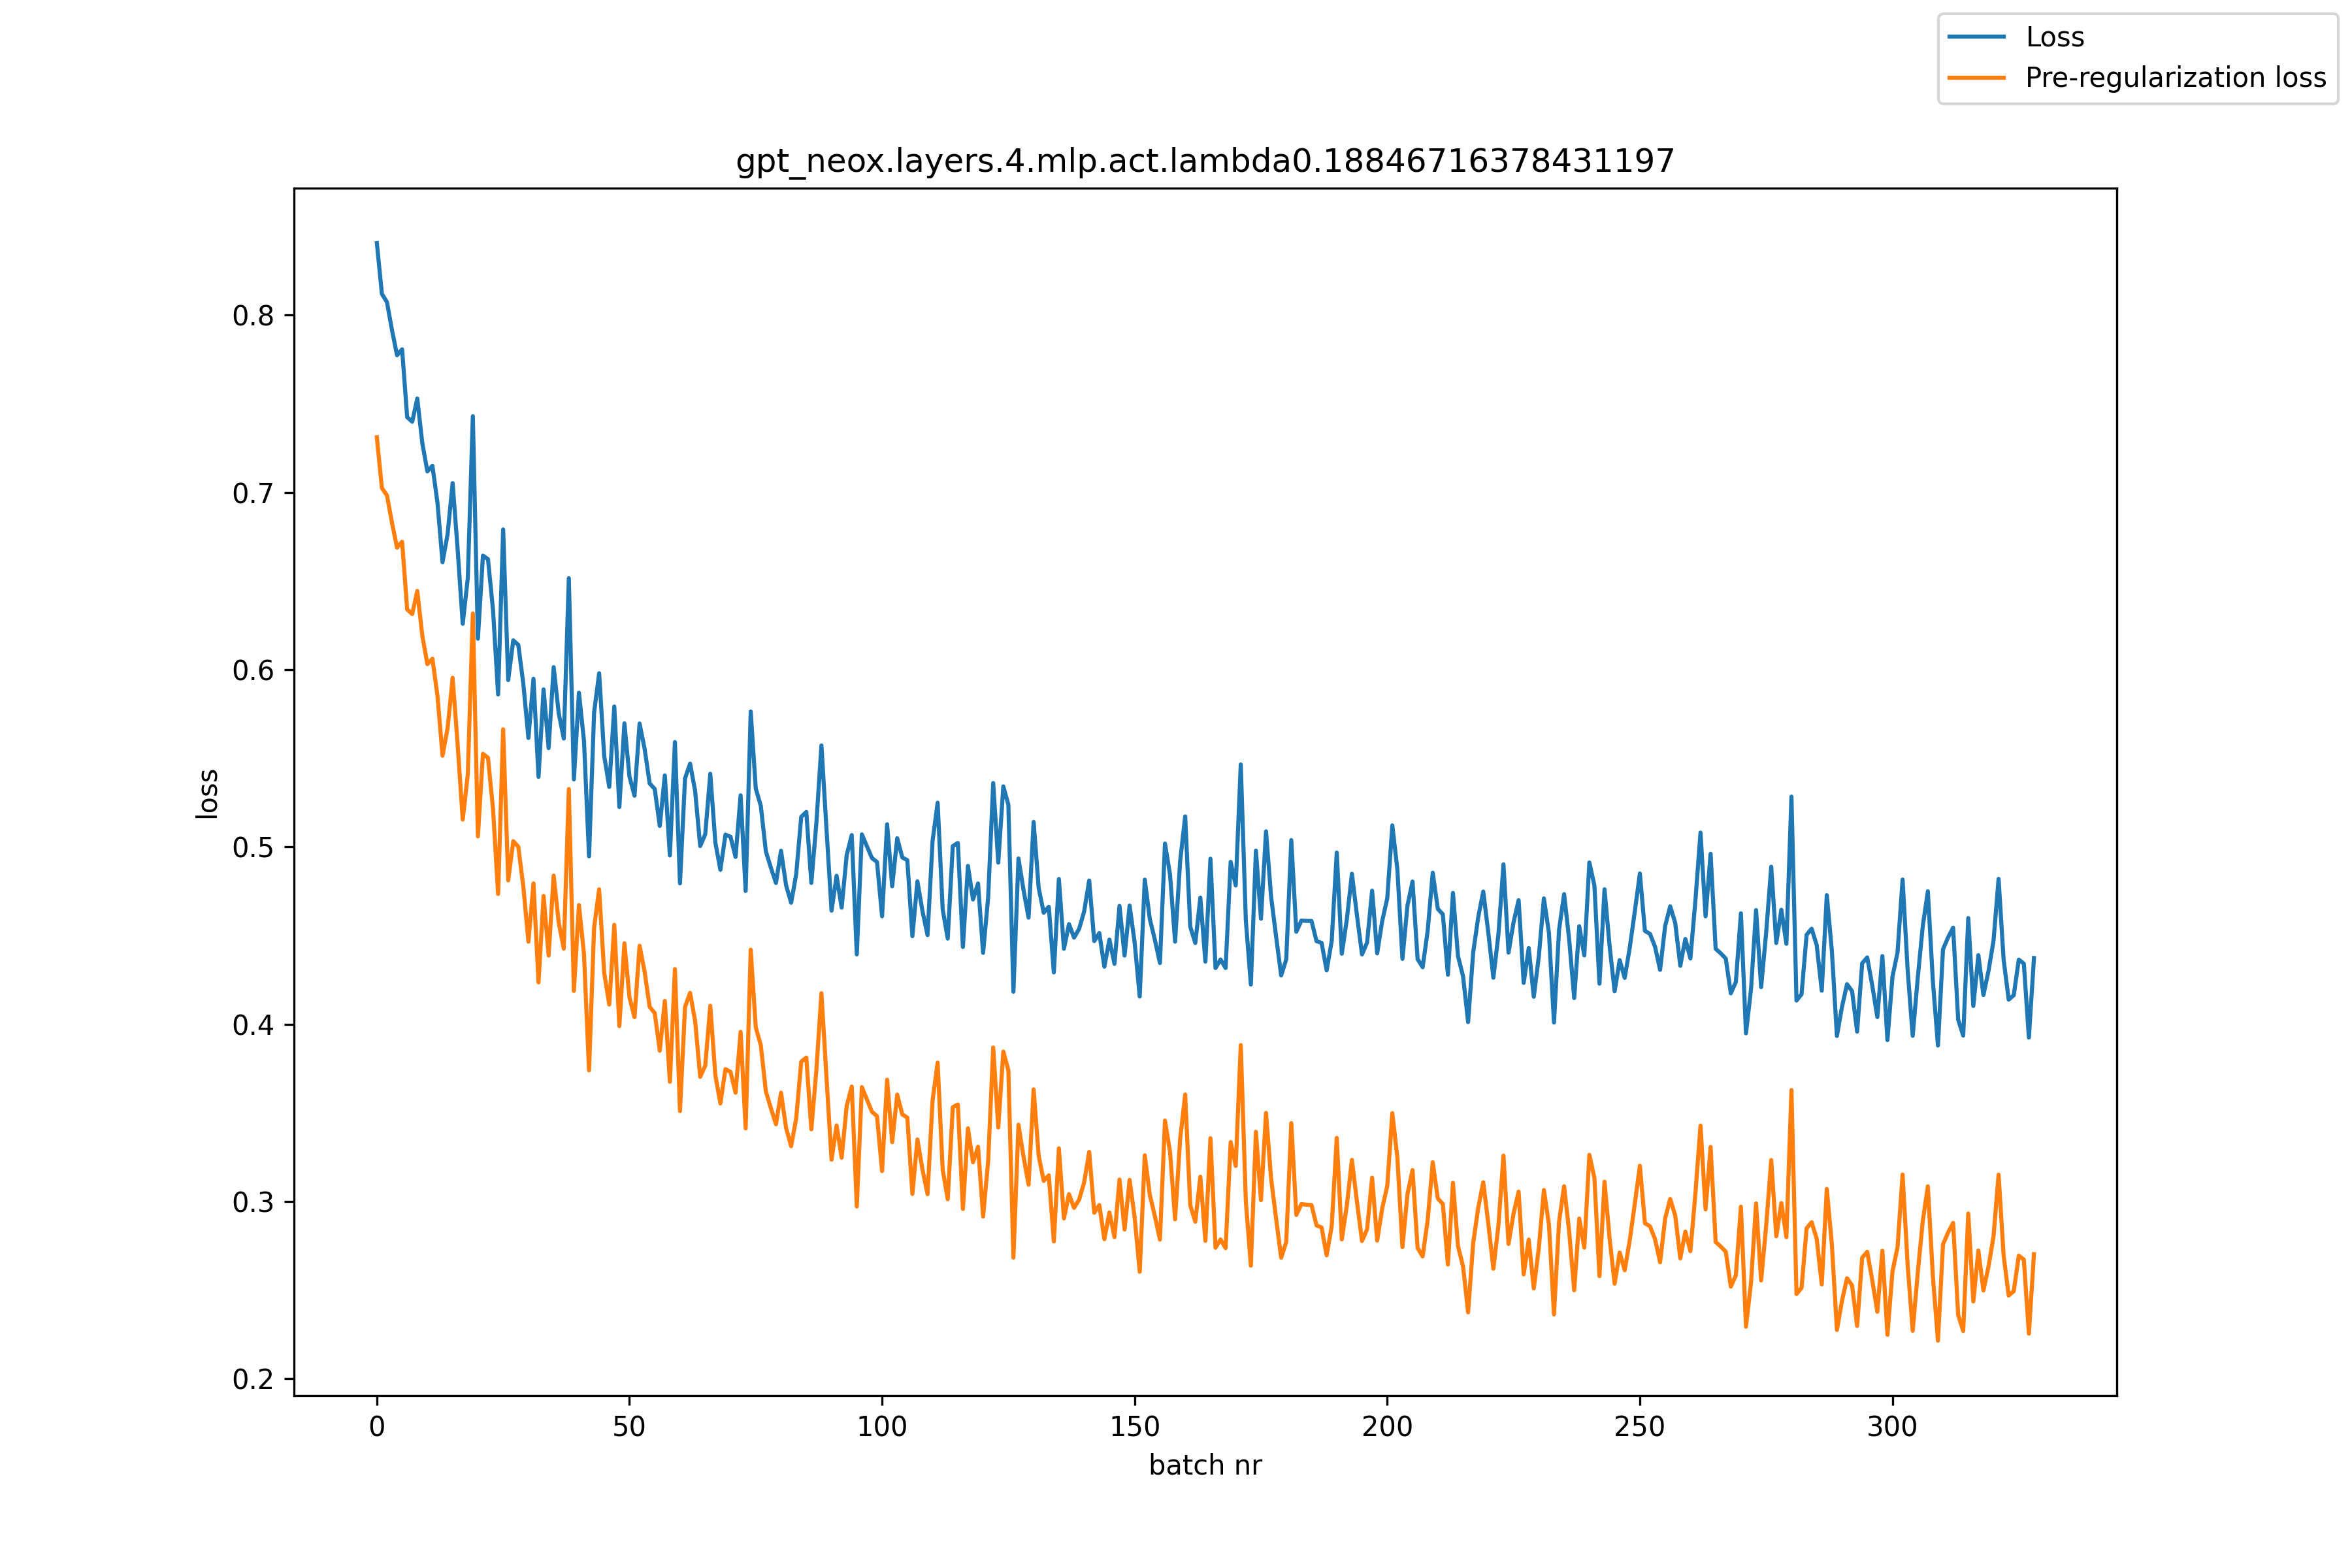 Loss
Pre-regularization loss
gpt_neox.layers.4.mlp.act.lambda0.18846716378431197
0.8
0.7
0.6
0.5
0.4
0.3
0.2
loss
0 50 100 150 200 250 300
batch nr